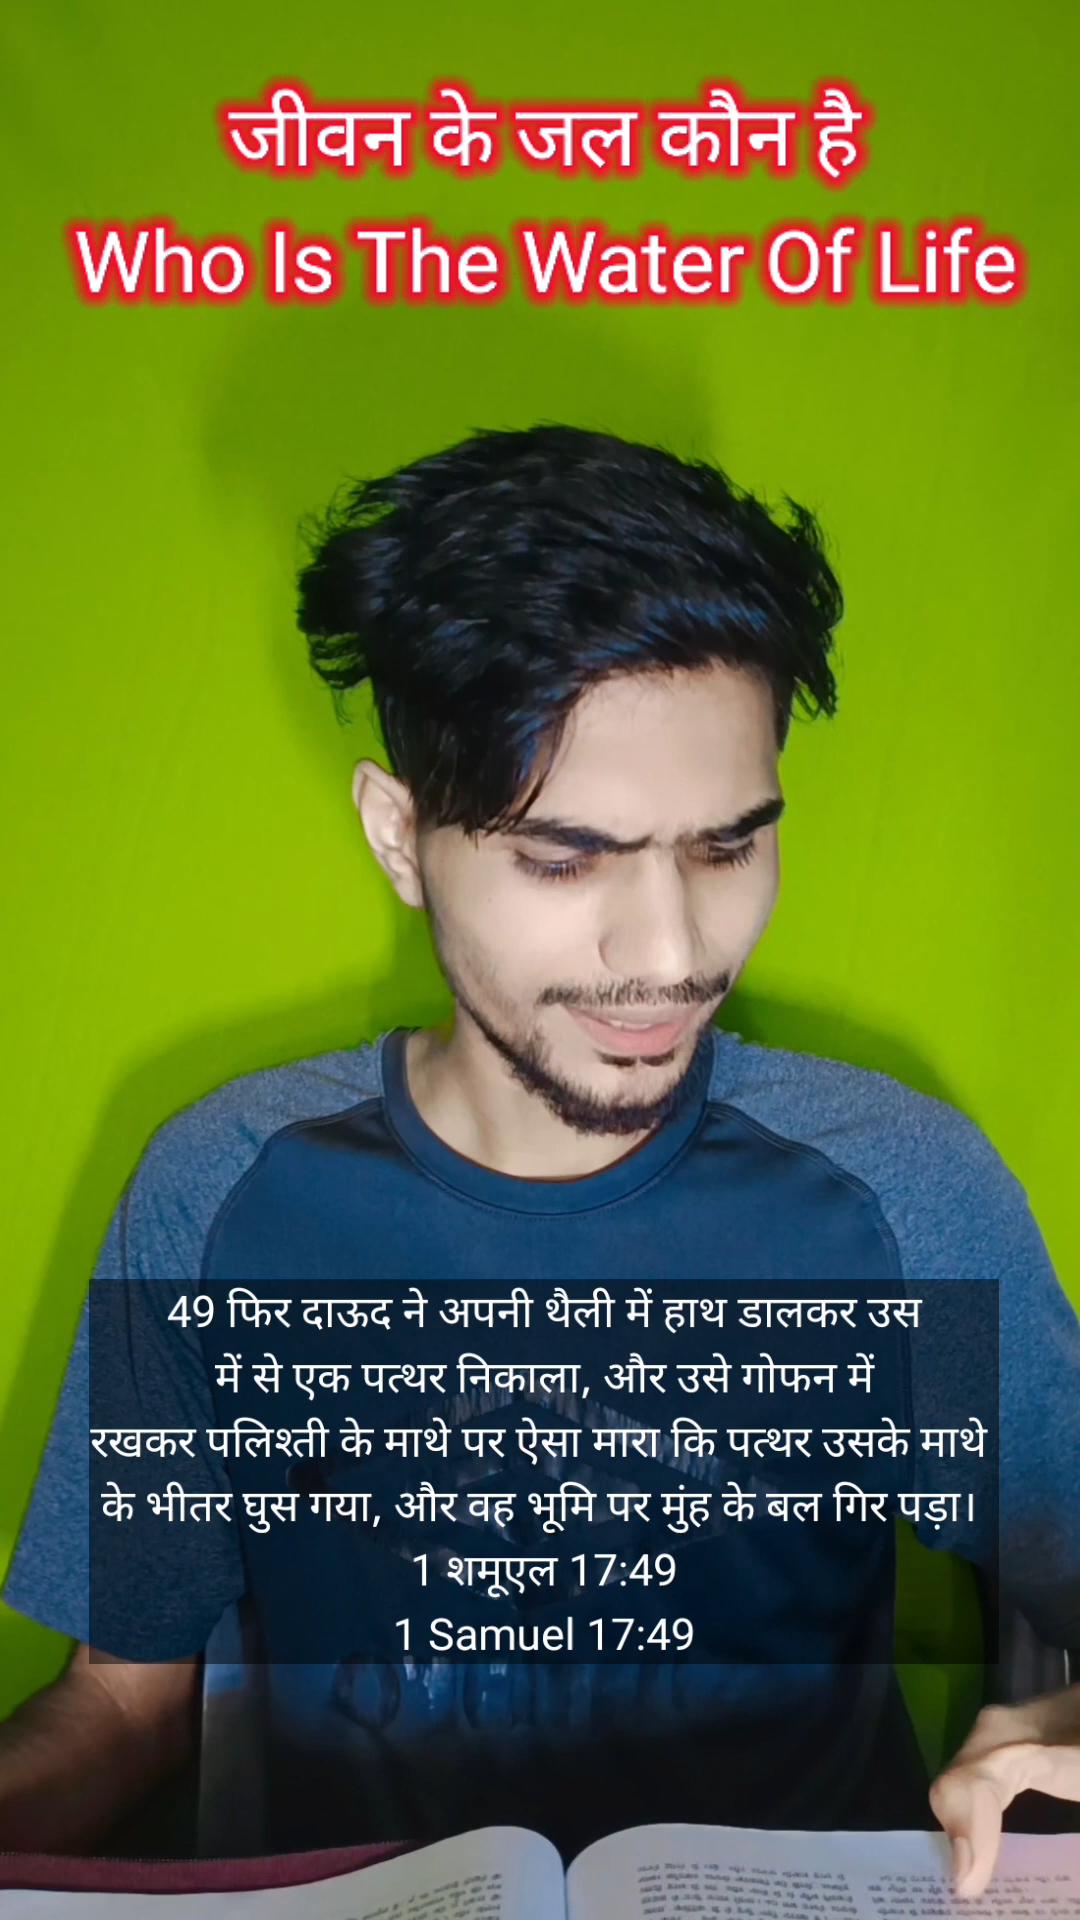 जीवन के जल कौन है
Who Is The Water Of Life
49 फिर दाऊद ने अपनी थैली में हाथ डालकर उस
में से एक पत्थर निकाला, और उसे गोफन में
रखकर पलिश्ती के माथे पर ऐसा मारा कि पत्थर उसके माथे
के भीतर घुस गया, और वह भूमि पर मुंह के बल गिर पड़ा।
1 शमूएल 17:49
1 Samuel 17:49